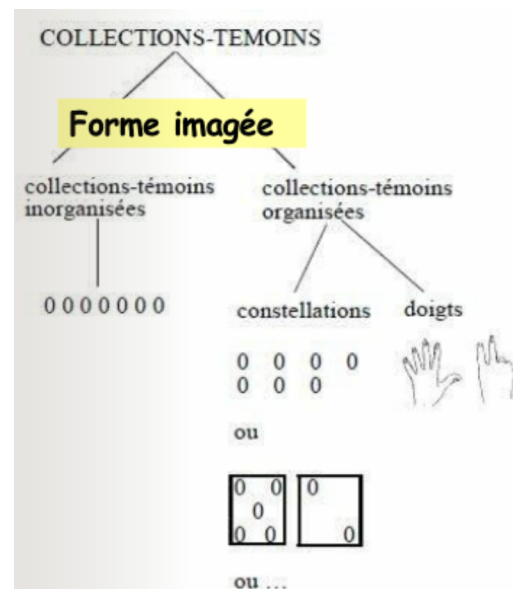 COLLECTIONS-TEMOINS
Forme imagée
collections-témoins
inorganisées
0 0 0 0 0 0 0
collections-témoins
organisées
constellations
0 0 0 0
0 0 0
ou
0 0 0
0
0 0 0
ou ...
doigts